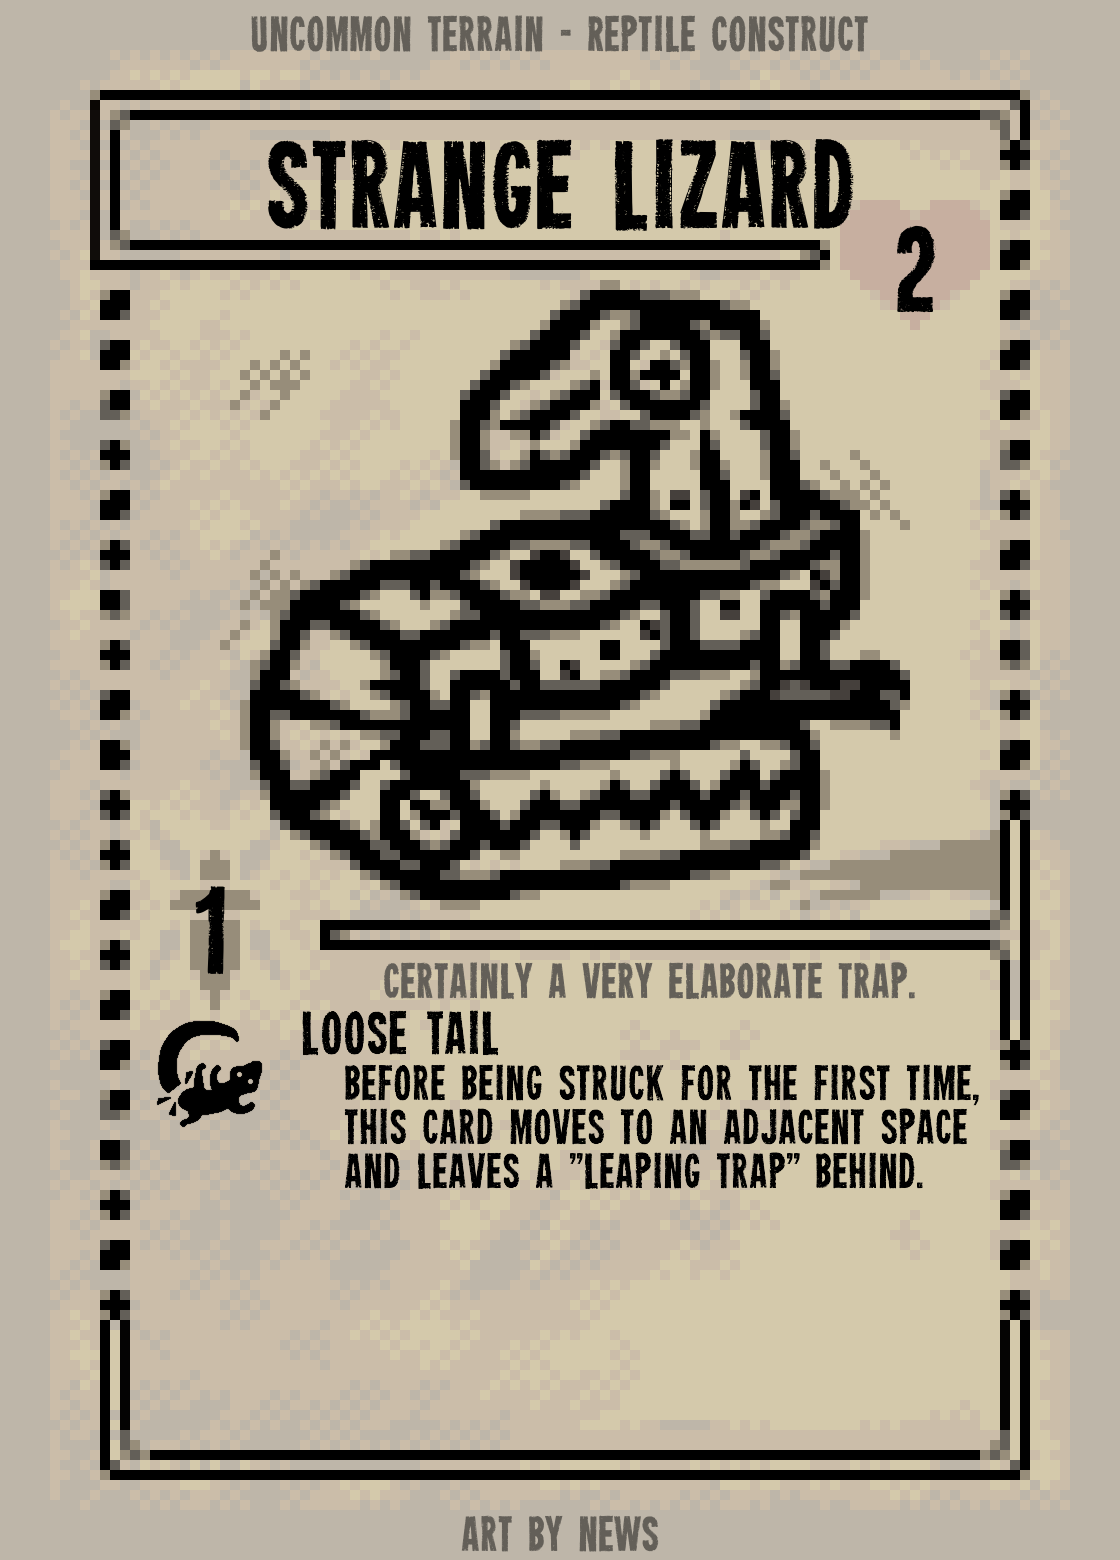 UNCOMMON TERRAIN - REPTILE CONSTRUCT
STRANGE LIZARD
2
1
CERTAINLY A VERY ELABORATE TRAP.
LOOSE TAIL
BEFORE BEING STRUCK FOR THE FIRST TIME,
THIS CARD MOVES TO AN ADJACENT SPACE
AND LEAVES A "LEAPING TRAP" BEHIND.
ART BY NEWS